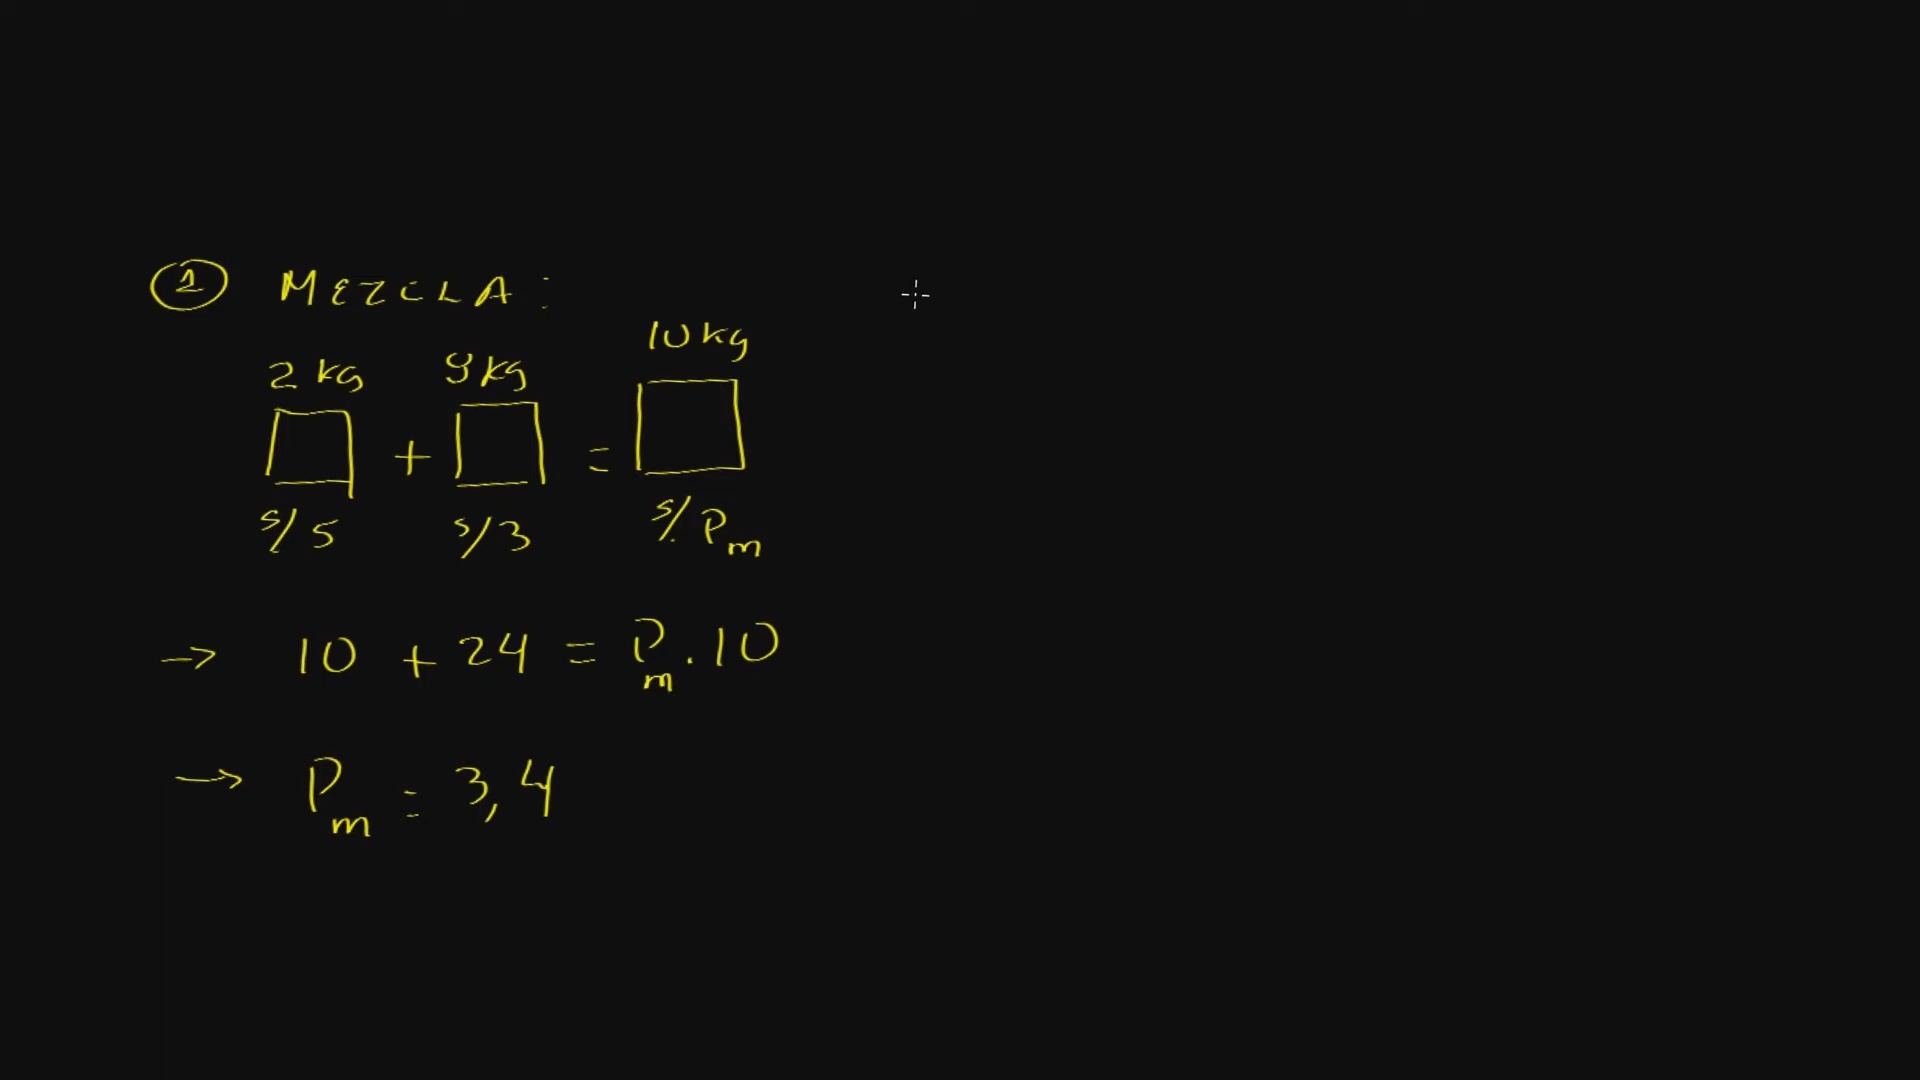 1 MEZCLA:
2 kg 8 kg 10 kg
+ =
s/5 s/3 s/. Pm
→ 10 + 24 = Pm . 10
→ Pm = 3,4